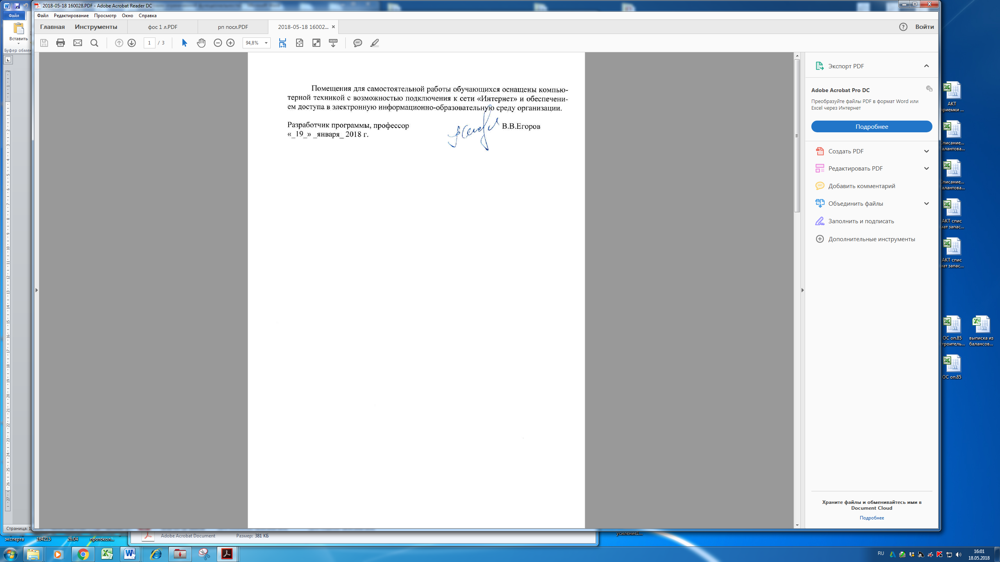 2018-05-18 160028.PDF - Adobe Acrobat Reader DC
Файл Редактирование Просмотр Окно Справка
Главная Инструменты фос 1 л.PDF рп посл.PDF 2018-05-18 16002... × Войти
1 / 3 94,8%
Файл
Вставить
Буфер обмен
Помещения для самостоятельной работы обучающихся оснащены компью-
терной техникой с возможностью подключения к сети «Интернет» и обеспечени-
ем доступа в электронную информационно-образовательную среду организации.
Разработчик программы, профессор В.В.Егоров
«_19_» _января_ 2018 г.
Экспорт PDF
Adobe Acrobat Pro DC
Преобразуйте файлы PDF в формат Word или
Excel через Интернет
Подробнее
Создать PDF
Редактировать PDF
Добавить комментарий
Объединить файлы
Заполнить и подписать
Дополнительные инструменты
Храните файлы и обменивайтесь ими в
Document Cloud
Подробнее
АКТ
приемки ...
Списание...
алантова...
Списание...
алантова...
АКТ спис
мат запас...
АКТ спис
мат запас...
ОС оп.85
троитель...
выписка из
балансов...
ОС оп.85
Страница: 1
Adobe Acrobat Document Размер: 381 КБ
усиление1...
эксперта 164215 26.04 протокол...
RU
16:01
18.05.2018